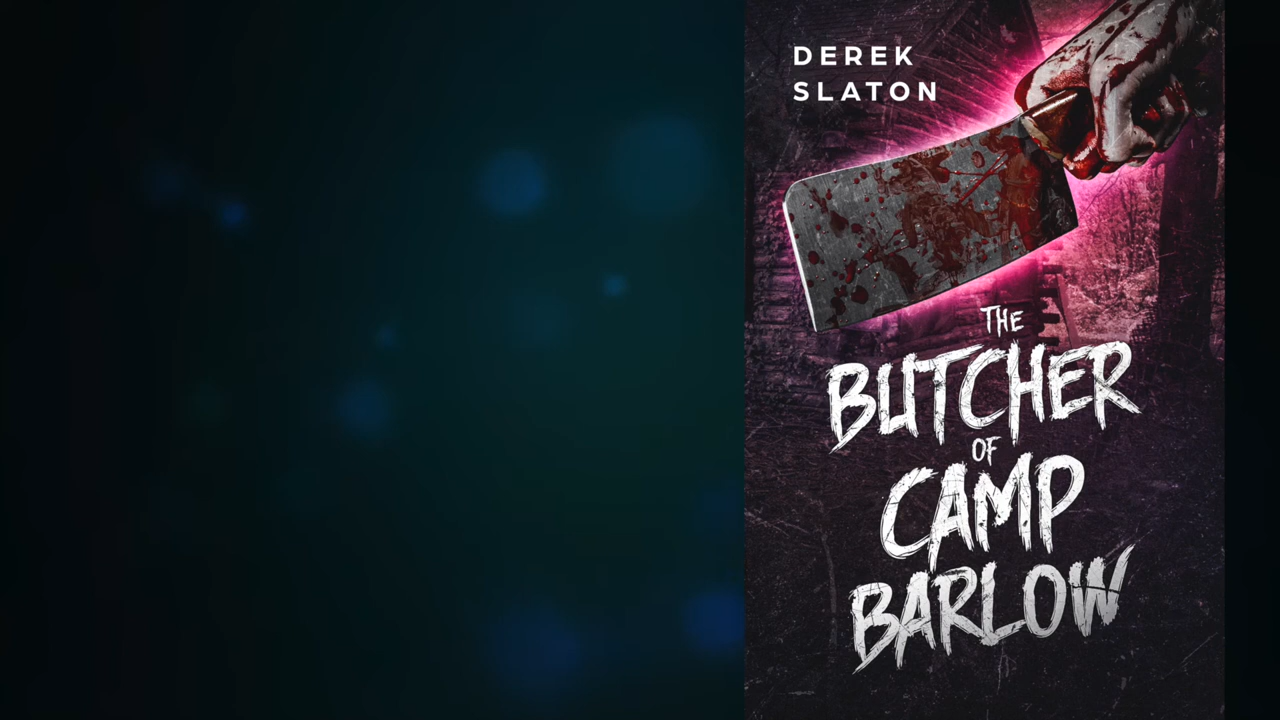 DEREK
SLATON
THE
BUTCHER
OF
CAMP
BARLOW